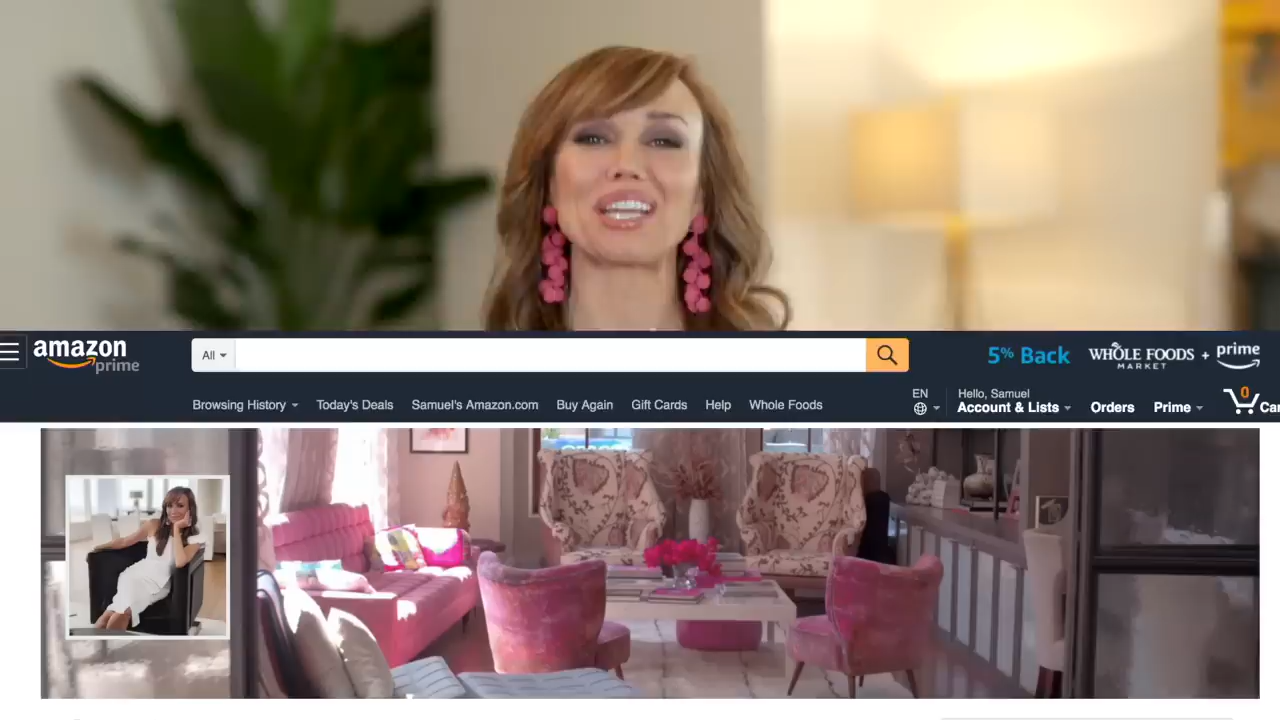 amazon
prime
All
5% Back
WHOLE FOODS
MARKET
+ prime
Browsing History
Today's Deals
Samuel's Amazon.com
Buy Again
Gift Cards
Help
Whole Foods
EN
Hello, Samuel
Account & Lists
Orders
Prime
0
Car